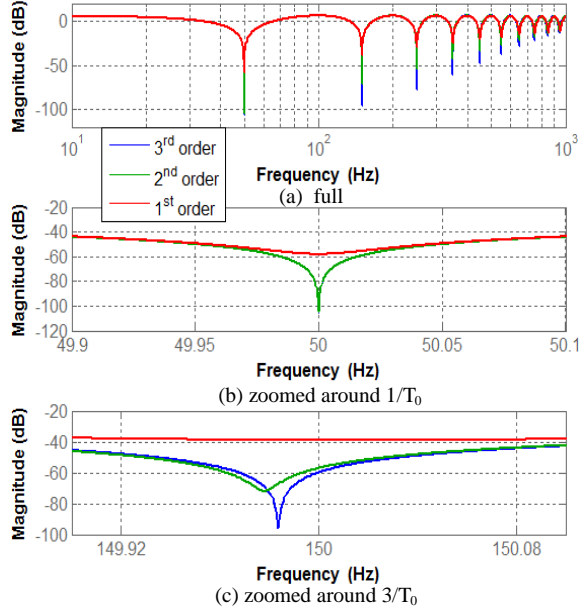 Magnitude (dB)
0
-50
-100
10^1
10^2
10^3
Frequency (Hz)
(a) full
3^rd order
2^nd order
1^st order
Magnitude (dB)
-20
-40
-60
-80
-100
-120
49.9
49.95
50
50.05
50.1
Frequency (Hz)
(b) zoomed around 1/T_0
Magnitude (dB)
-20
-40
-60
-80
-100
149.92
150
150.08
Frequency (Hz)
(c) zoomed around 3/T_0